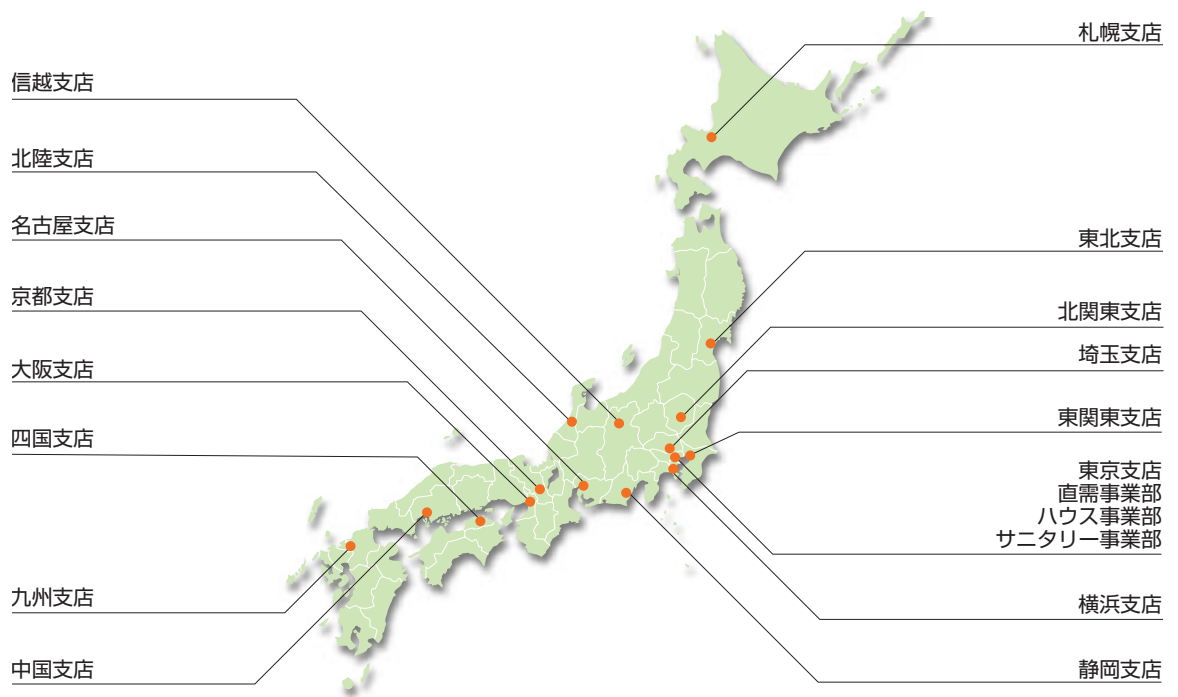 信越支店
北陸支店
名古屋支店
京都支店
大阪支店
四国支店
九州支店
中国支店
札幌支店
東北支店
北関東支店
埼玉支店
東関東支店
東京支店
直需事業部
ハウス事業部
サニタリー事業部
横浜支店
静岡支店